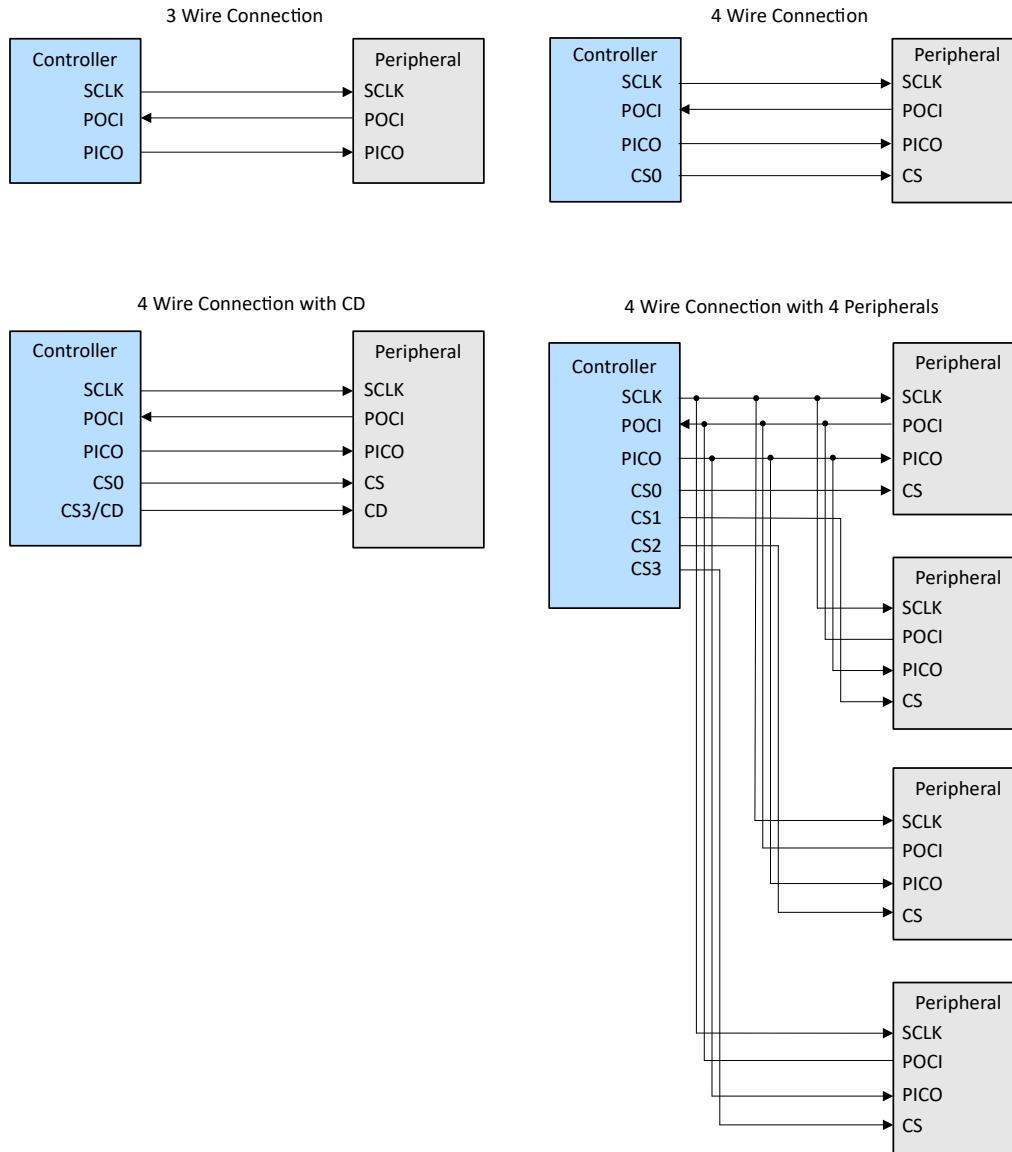 3 Wire Connection
Controller
SCLK
POCI
PICO
Peripheral
SCLK
POCI
PICO
4 Wire Connection
Controller
SCLK
POCI
PICO
CS0
Peripheral
SCLK
POCI
PICO
CS
4 Wire Connection with CD
Controller
SCLK
POCI
PICO
CS0
CS3/CD
Peripheral
SCLK
POCI
PICO
CS
CD
4 Wire Connection with 4 Peripherals
Controller
SCLK
POCI
PICO
CS0
CS1
CS2
CS3
Peripheral
SCLK
POCI
PICO
CS
Peripheral
SCLK
POCI
PICO
CS
Peripheral
SCLK
POCI
PICO
CS
Peripheral
SCLK
POCI
PICO
CS